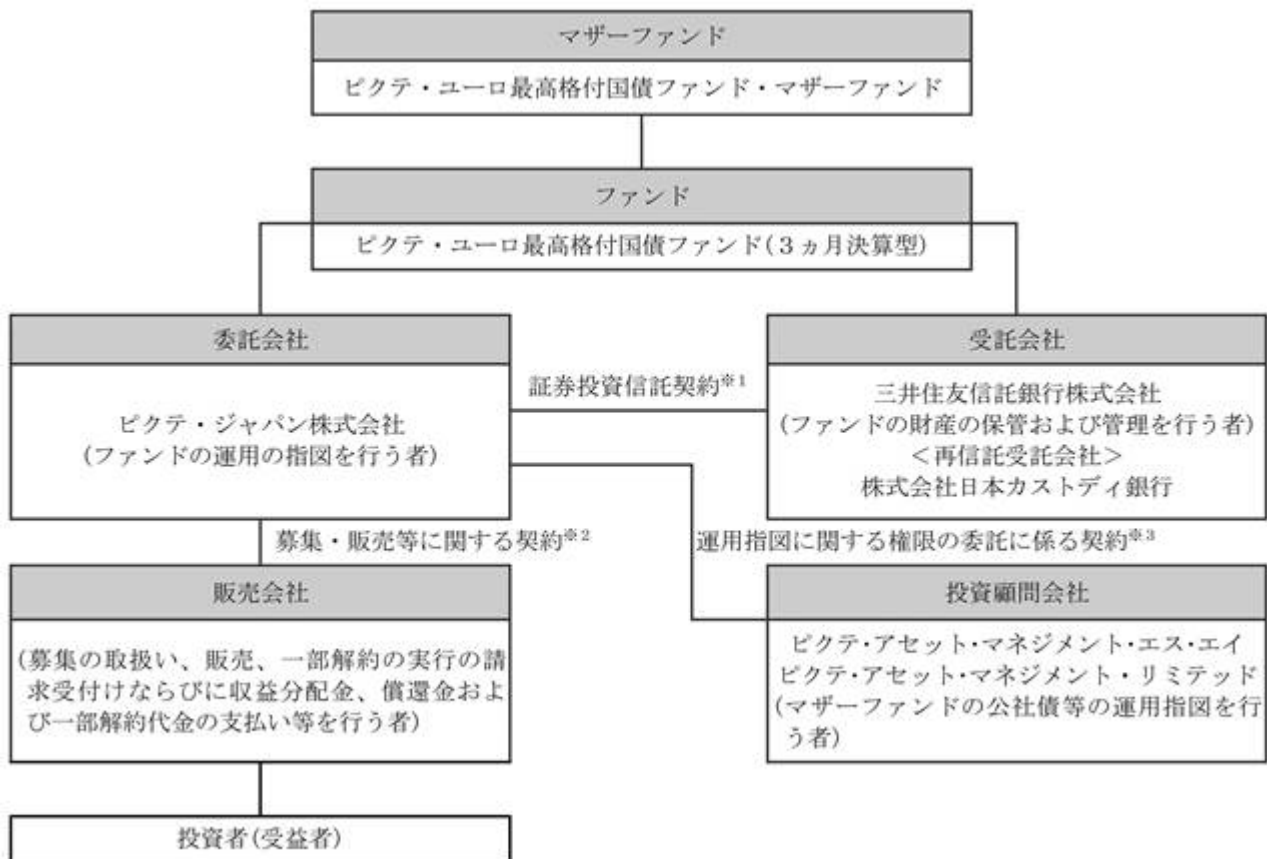 マザーファンド
ピクテ・ユーロ最高格付国債ファンド・マザーファンド
ファンド
ピクテ・ユーロ最高格付国債ファンド(３ヵ月決算型)
委託会社
ピクテ・ジャパン株式会社
(ファンドの運用の指図を行う者)
証券投資信託契約※1
受託会社
三井住友信託銀行株式会社
(ファンドの財産の保管および管理を行う者)
＜再信託受託会社＞
株式会社日本カストディ銀行
募集・販売等に関する契約※2
運用指図に関する権限の委託に係る契約※3
販売会社
(募集の取扱い、販売、一部解約の実行の請
求受付けならびに収益分配金、償還金およ
び一部解約代金の支払い等を行う者)
投資顧問会社
ピクテ・アセット・マネジメント・エス・エイ
ピクテ・アセット・マネジメント・リミテッド
(マザーファンドの公社債等の運用指図を行
う者)
投資者(受益者)